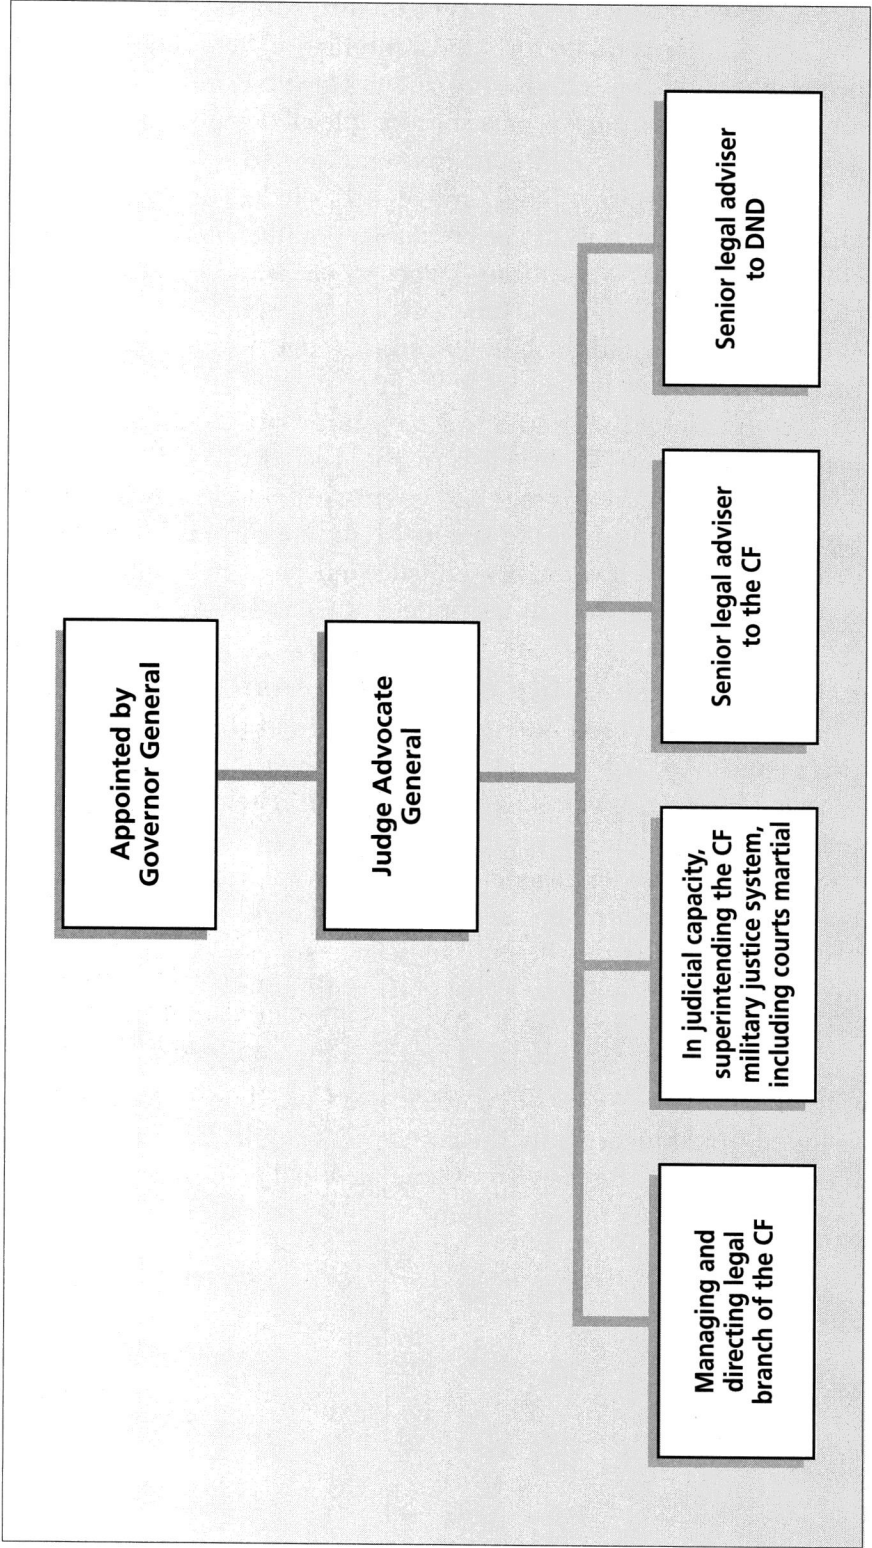 Appointed by
Governor General
Judge Advocate
General
Managing and
directing legal
branch of the CF
In judicial capacity,
superintending the CF
military justice system,
including courts martial
Senior legal adviser
to the CF
Senior legal adviser
to DND